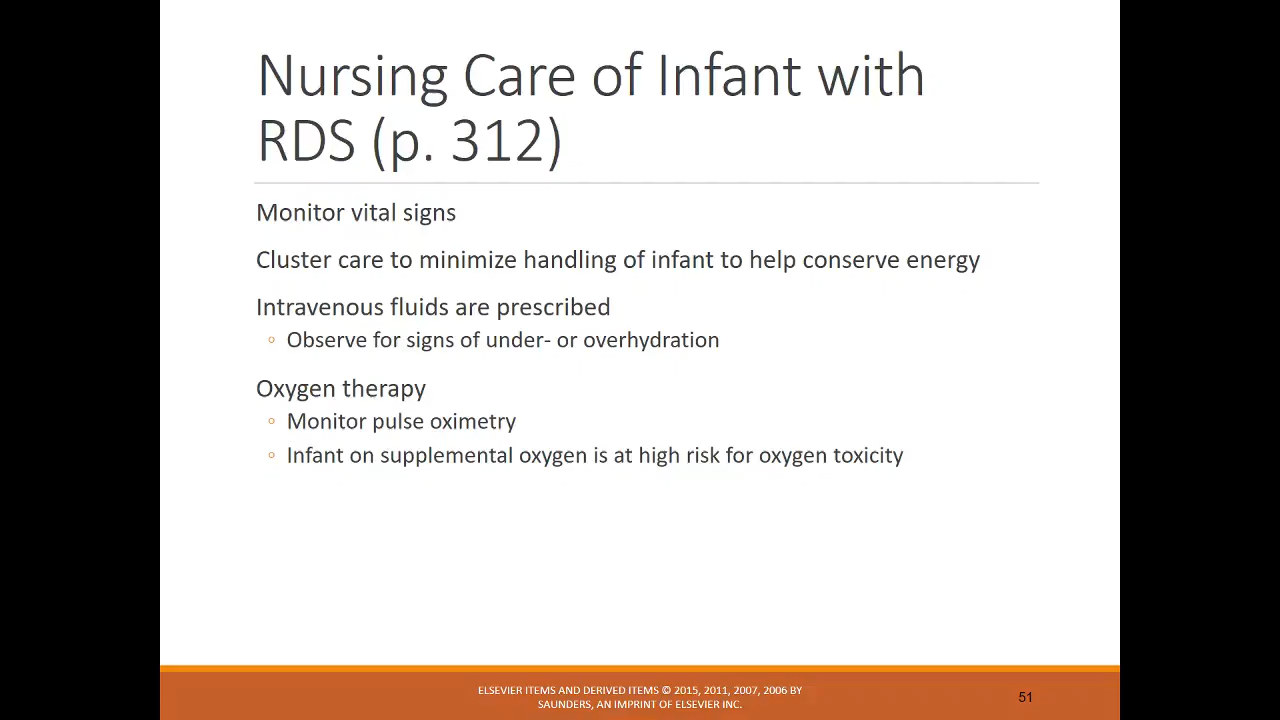 Nursing Care of Infant with
RDS (p. 312)
Monitor vital signs
Cluster care to minimize handling of infant to help conserve energy
Intravenous fluids are prescribed
◦ Observe for signs of under- or overhydration
Oxygen therapy
◦ Monitor pulse oximetry
◦ Infant on supplemental oxygen is at high risk for oxygen toxicity
ELSEVIER ITEMS AND DERIVED ITEMS © 2015, 2011, 2007, 2006 BY
SAUNDERS, AN IMPRINT OF ELSEVIER INC.
51